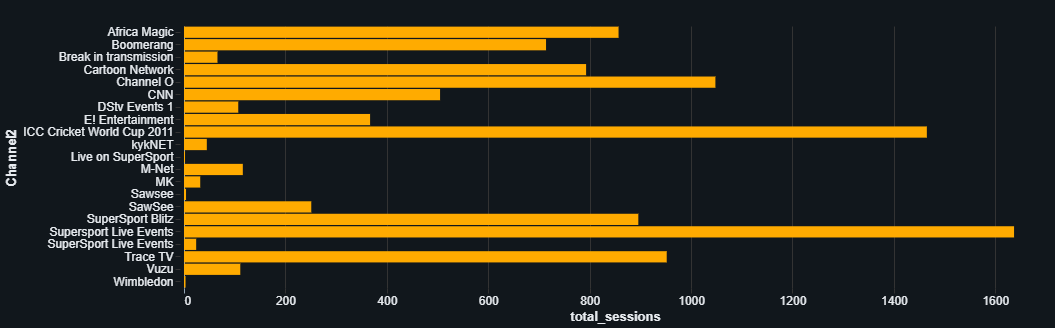 Channel2
Africa Magic
Boomerang
Break in transmission
Cartoon Network
Channel O
CNN
DStv Events 1
E! Entertainment
ICC Cricket World Cup 2011
kykNET
Live on SuperSport
M-Net
MK
Sawsee
SawSee
SuperSport Blitz
Supersport Live Events
SuperSport Live Events
Trace TV
Vuzu
Wimbledon
0 200 400 600 800 1000 1200 1400 1600
total_sessions